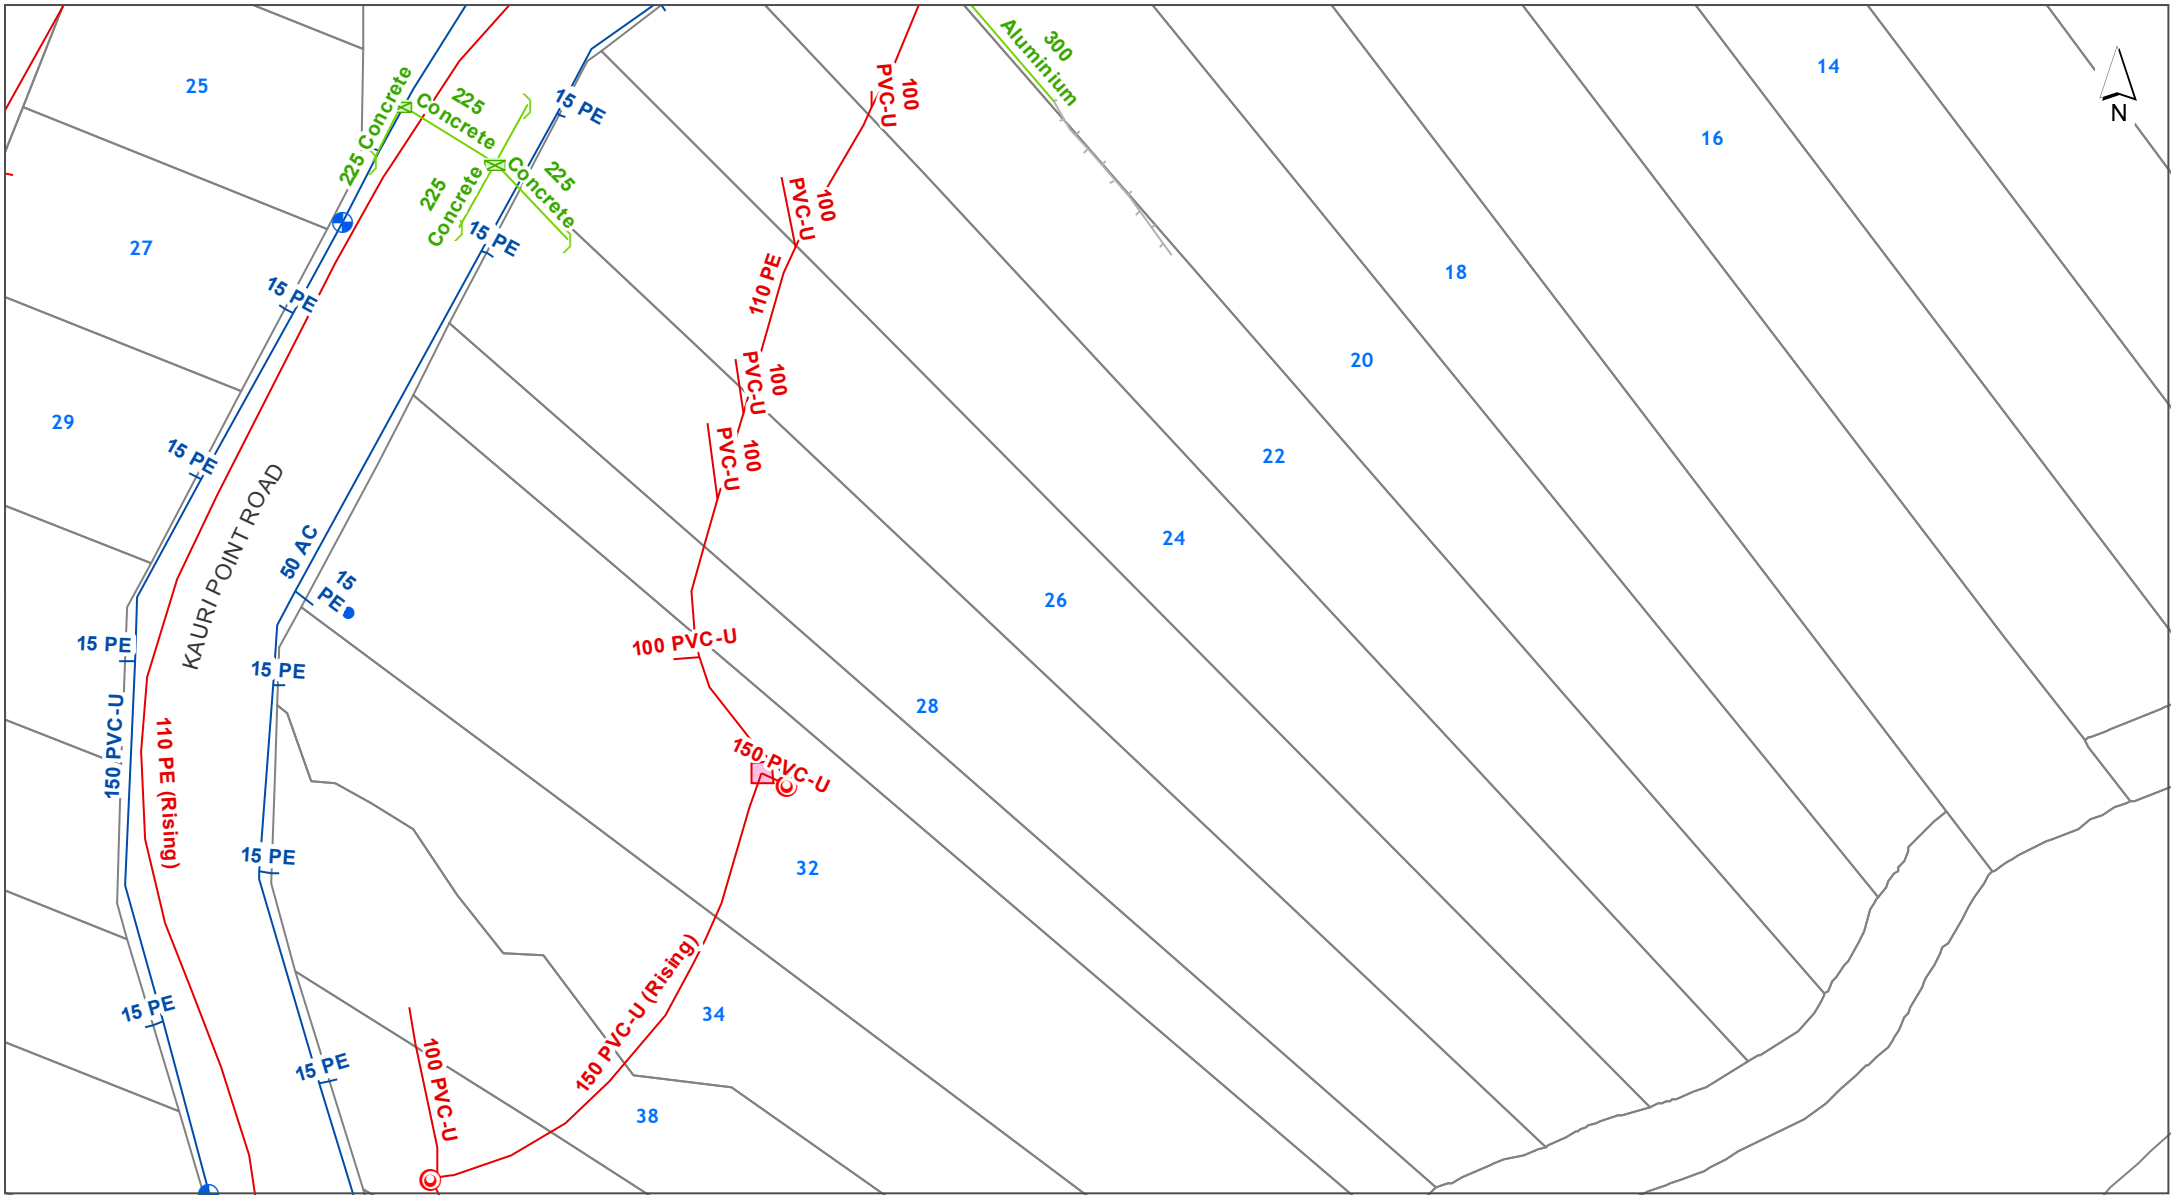 300
Aluminium
14
25
225 Concrete
225
Concrete
15 PE
100
PVC-U
N
16
225
Concrete
225
Concrete
100
PVC-U
27
15 PE
110 PE
18
15 PE
20
100
PVC-U
29
15 PE
100
PVC-U
22
KAURI POINT ROAD
50 AC
24
15
PE
26
15 PE
100 PVC-U
15 PE
28
150 PVC-U
110 PE (Rising)
150 PVC-U
15 PE
32
15 PE
150 PVC-U (Rising)
34
15 PE
100 PVC-U
38